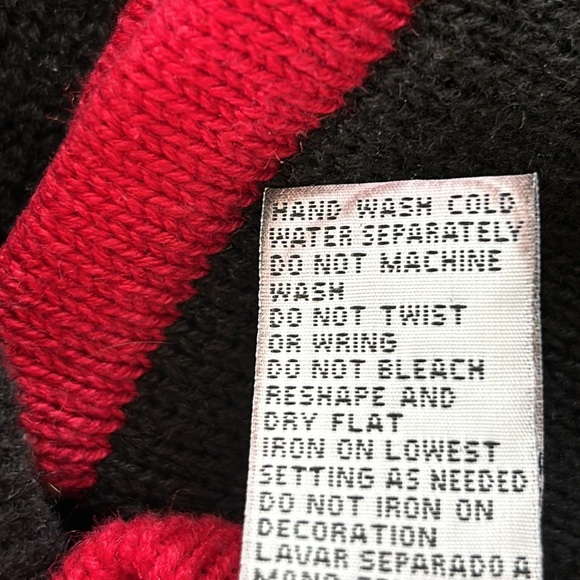 HAND WASH COLD
WATER SEPARATELY
DO NOT MACHINE
WASH
DO NOT TWIST
OR WRING
DO NOT BLEACH
RESHAPE AND
DRY FLAT
IRON ON LOWEST
SETTING AS NEEDED
DO NOT IRON ON
DECORATION
LAVAR SEPARADO A
MANO